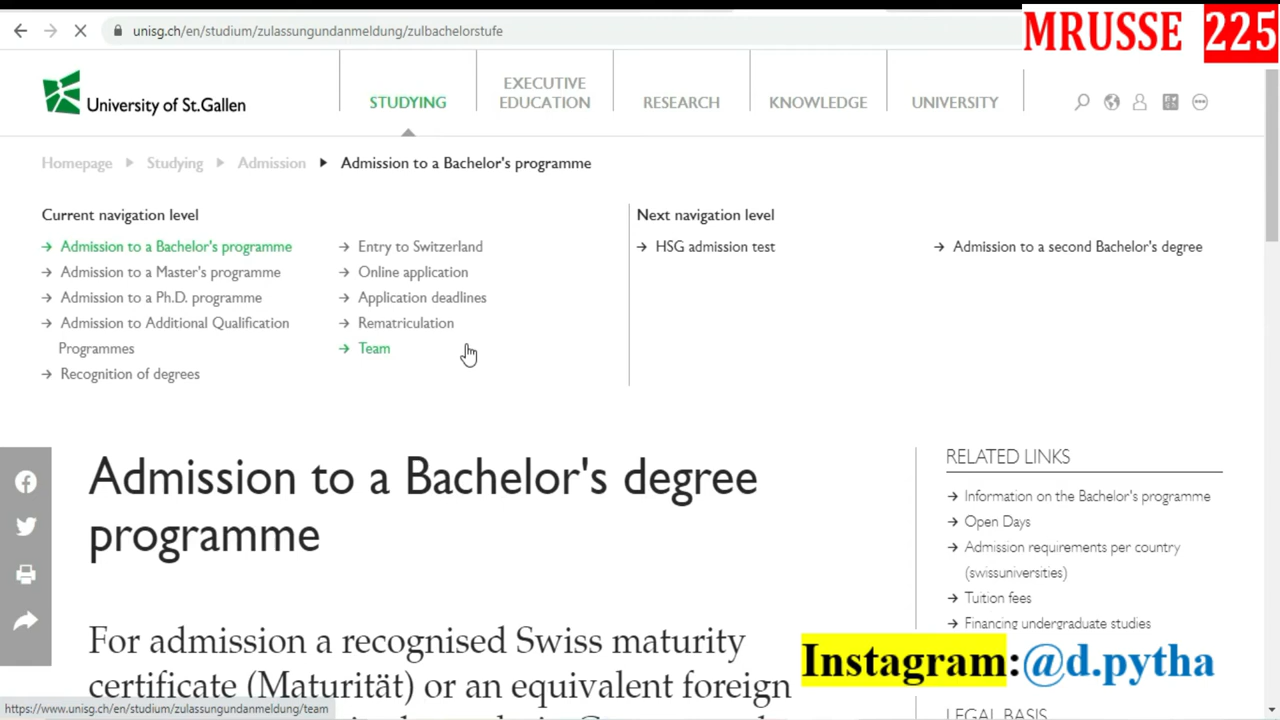 unisg.ch/en/studium/zulassungundanmeldung/zulbachelorstufe
MRUSSE 225
University of St.Gallen
STUDYING
EXECUTIVE
EDUCATION
RESEARCH
KNOWLEDGE
UNIVERSITY
Homepage
Studying
Admission
Admission to a Bachelor's programme
Current navigation level
Admission to a Bachelor's programme
Admission to a Master's programme
Admission to a Ph.D. programme
Admission to Additional Qualification
Programmes
Recognition of degrees
Entry to Switzerland
Online application
Application deadlines
Rematriculation
Team
Next navigation level
HSG admission test
Admission to a second Bachelor's degree
Admission to a Bachelor's degree
programme
For admission a recognised Swiss maturity
certificate (Maturität) or an equivalent foreign
RELATED LINKS
Information on the Bachelor's programme
Open Days
Admission requirements per country
(swissuniversities)
Tuition fees
Financing undergraduate studies
Instagram:@d.pytha
LEGAL BASIS
https://www.unisg.ch/en/studium/zulassungundanmeldung/team